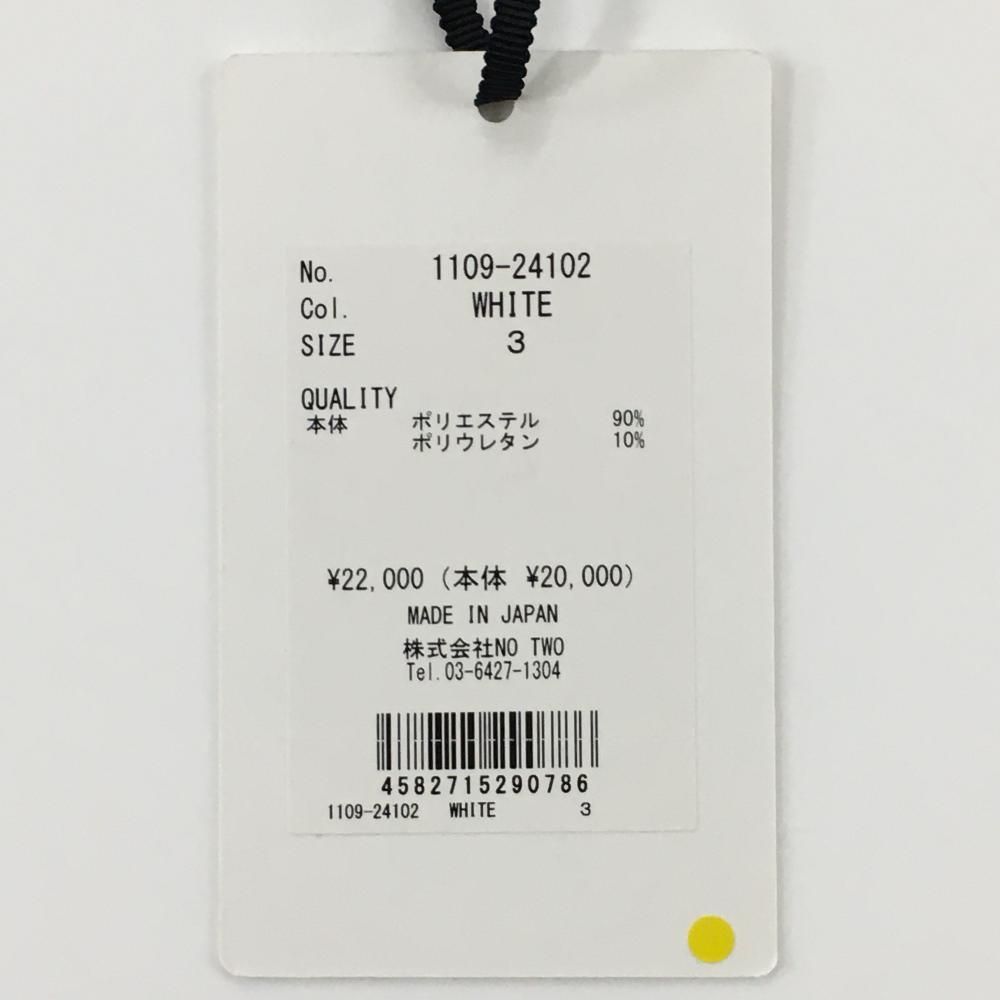 No. 1109-24102
Col. WHITE
SIZE 3
QUALITY
本体 ポリエステル 90%
ポリウレタン 10%
¥22,000 (本体 ¥20,000)
MADE IN JAPAN
株式会社NO TWO
Tel.03-6427-1304
4582715290786
1109-24102 WHITE 3